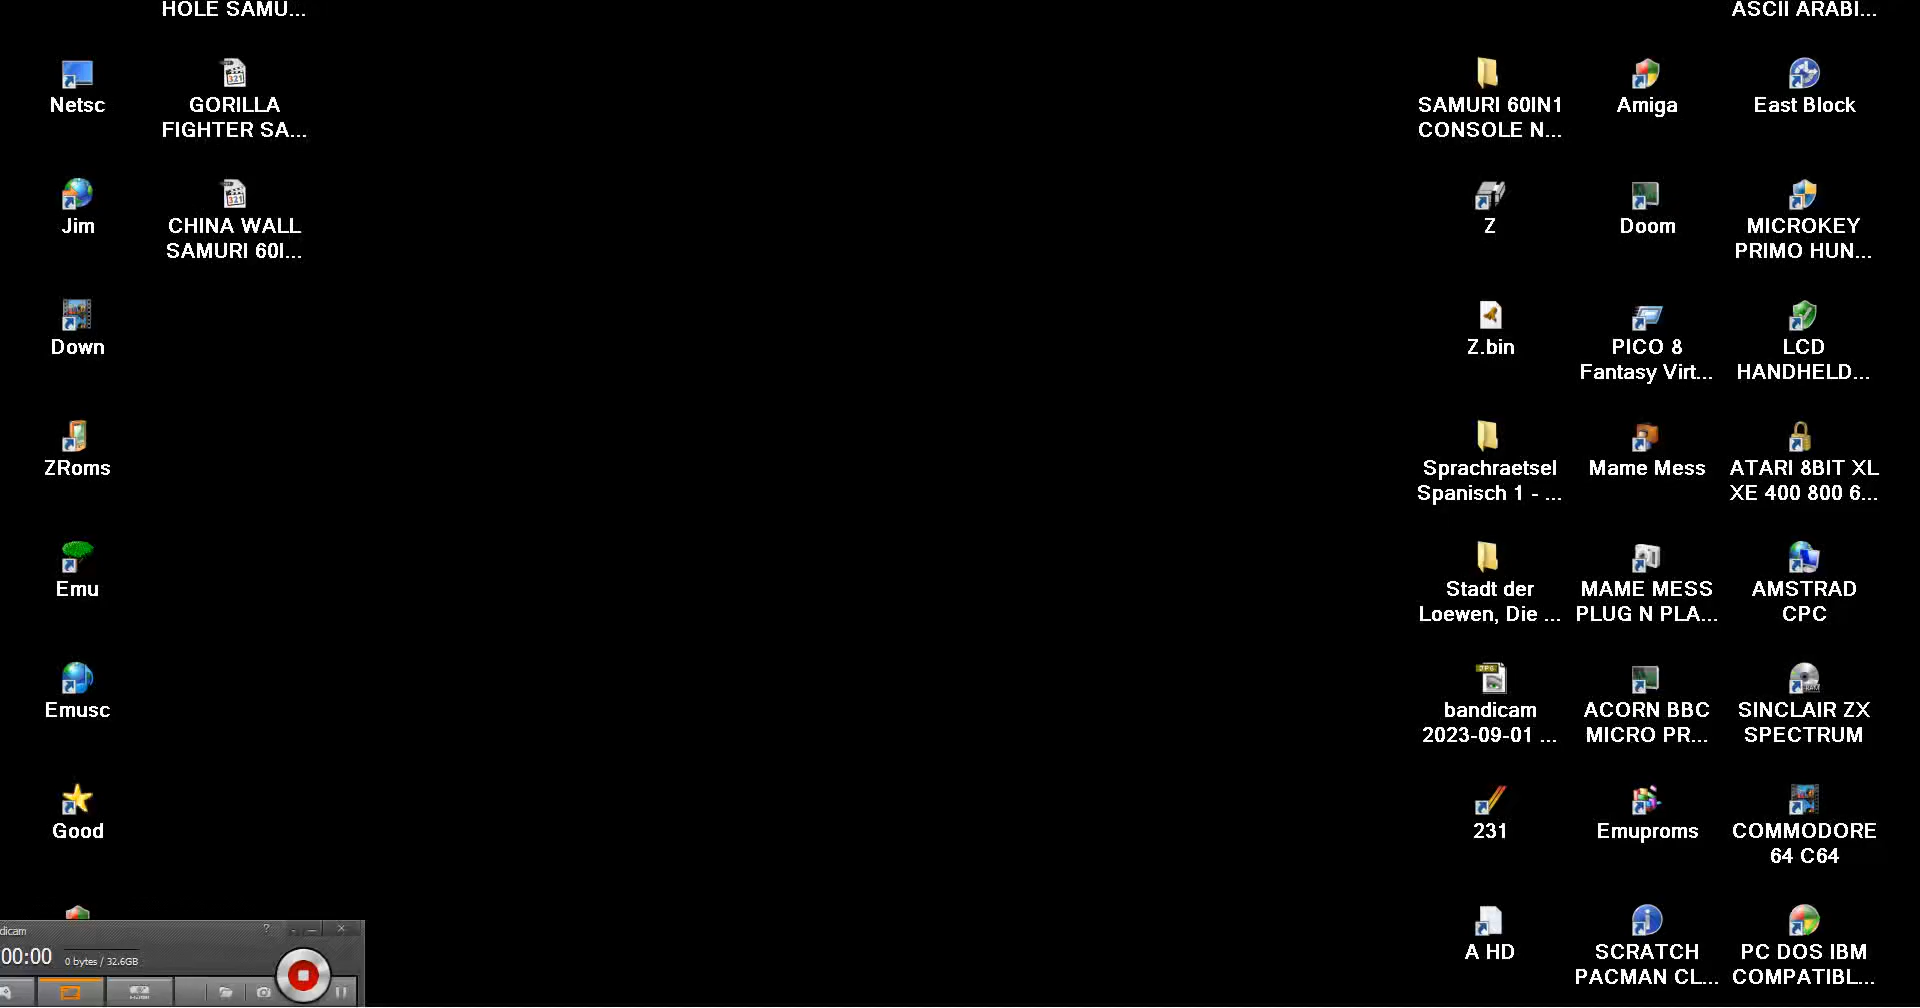 HOLE SAMU...
ASCII ARABI...
Netsc
GORILLA
FIGHTER SA...
SAMURI 60IN1
CONSOLE N...
Amiga
East Block
Jim
CHINA WALL
SAMURI 60I...
Z
Doom
MICROKEY
PRIMO HUN...
Down
Z.bin
PICO 8
Fantasy Virt...
LCD
HANDHELD...
ZRoms
Sprachraetsel
Spanisch 1 - ...
Mame Mess
ATARI 8BIT XL
XE 400 800 6...
Emu
Stadt der
Loewen, Die ...
MAME MESS
PLUG N PLA...
AMSTRAD
CPC
Emusc
bandicam
2023-09-01 ...
ACORN BBC
MICRO PR...
SINCLAIR ZX
SPECTRUM
Good
231
Emuproms
COMMODORE
64 C64
A HD
SCRATCH
PACMAN CL...
PC DOS IBM
COMPATIBL...
dicam
00:00
0 bytes / 32.6GB